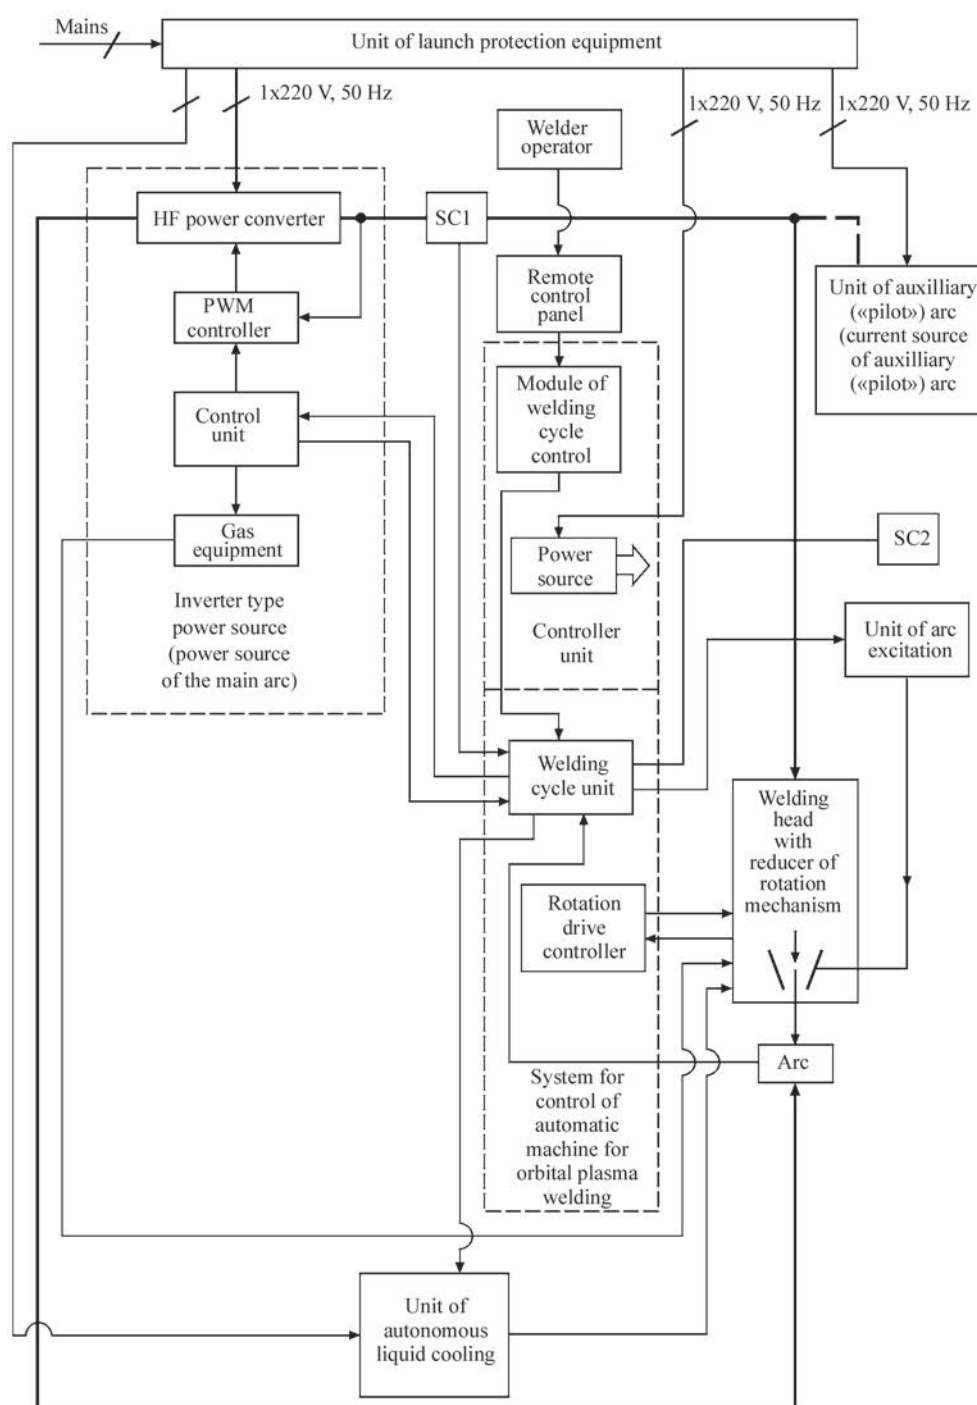 Mains
Unit of launch protection equipment
1x220 V, 50 Hz
1x220 V, 50 Hz
1x220 V, 50 Hz
Welder
operator
HF power converter
SC1
Remote
control
panel
Unit of auxilliary
(«pilot») arc
(current source
of auxilliary
(«pilot») arc
PWM
controller
Module of
welding
cycle
control
Control
unit
Gas
equipment
Power
source
SC2
Inverter type
power source
(power source
of the main arc)
Controller
unit
Unit of arc
excitation
Welding
cycle unit
Welding
head
with
reducer of
rotation
mechanism
Rotation
drive
controller
Arc
System for
control of
automatic
machine for
orbital plasma
welding
Unit of
autonomous
liquid cooling